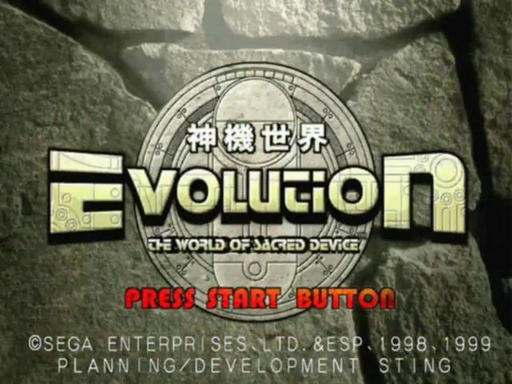 神機世界
EVOLUTION
THE WORLD OF SACRED DEVICE
PRESS START BUTTON
©SEGA ENTERPRISES,LTD.&ESP,1998,1999
PLANNING/DEVELOPMENT STING